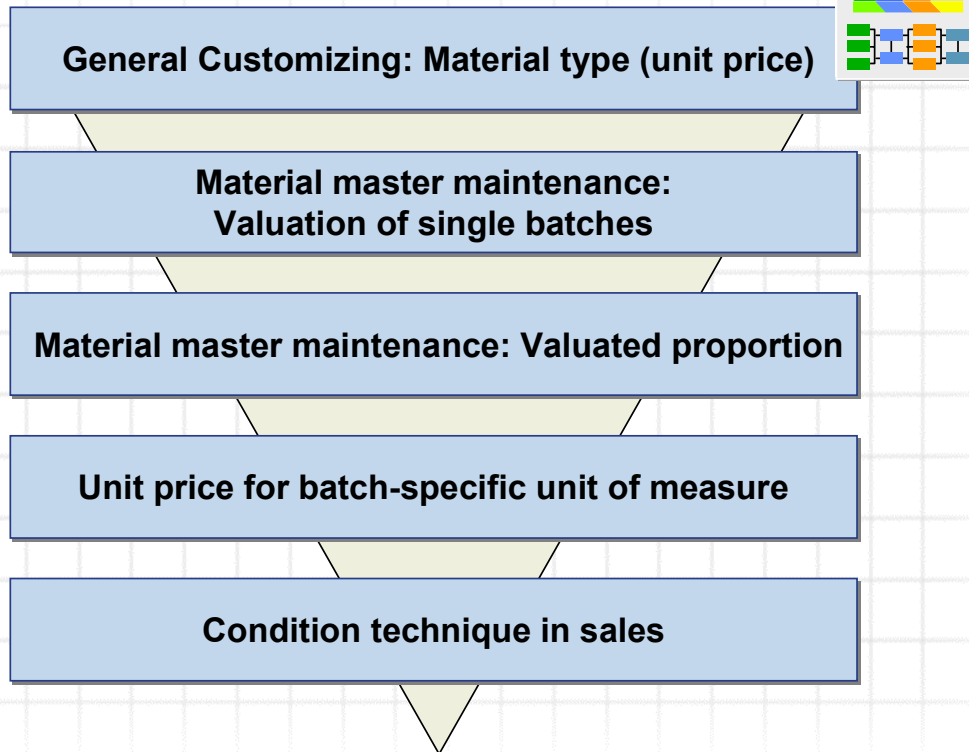 General Customizing: Material type (unit price)
Material master maintenance:
Valuation of single batches
Material master maintenance: Valuated proportion
Unit price for batch-specific unit of measure
Condition technique in sales